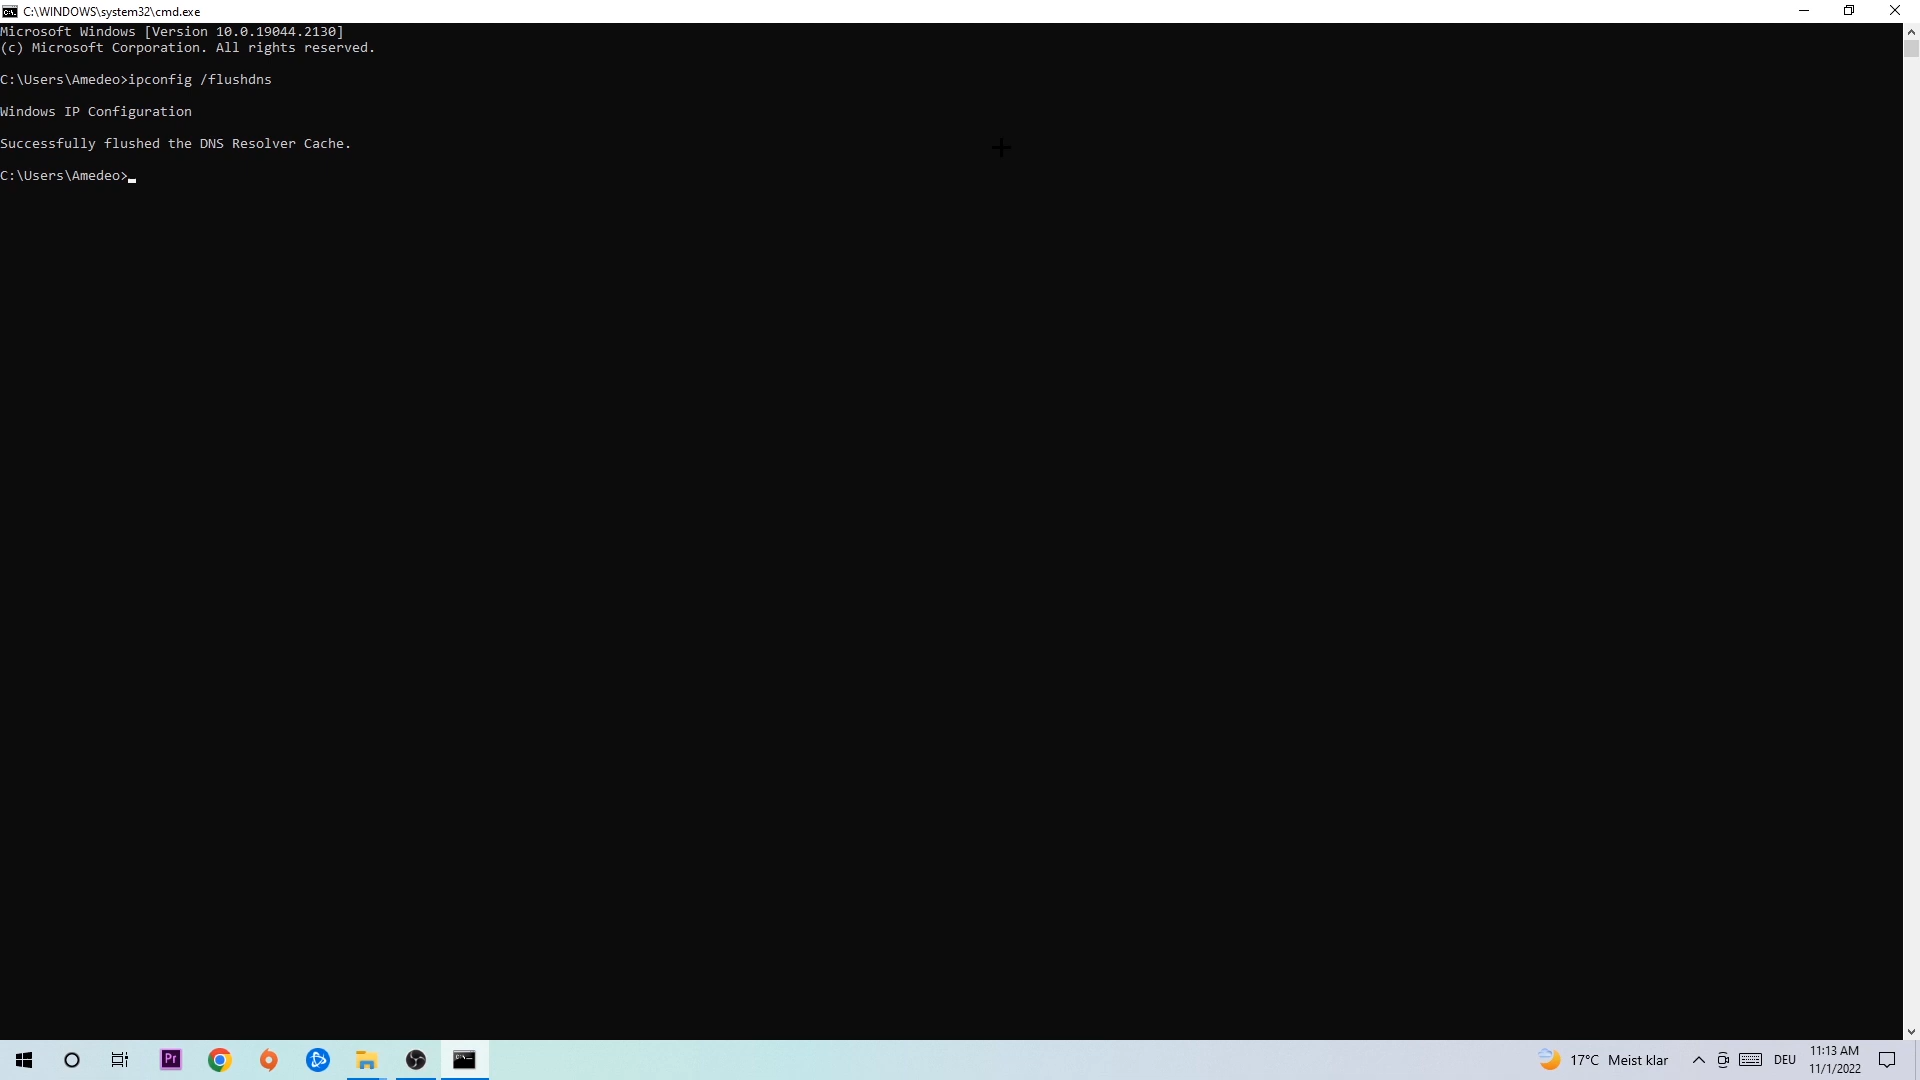 C:\WINDOWS\system32\cmd.exe
Microsoft Windows [Version 10.0.19044.2130]
(c) Microsoft Corporation. All rights reserved.
C:\Users\Amedeo>ipconfig /flushdns
Windows IP Configuration
Successfully flushed the DNS Resolver Cache.
C:\Users\Amedeo>
Pr
17°C Meist klar
DEU
11:13 AM
11/1/2022